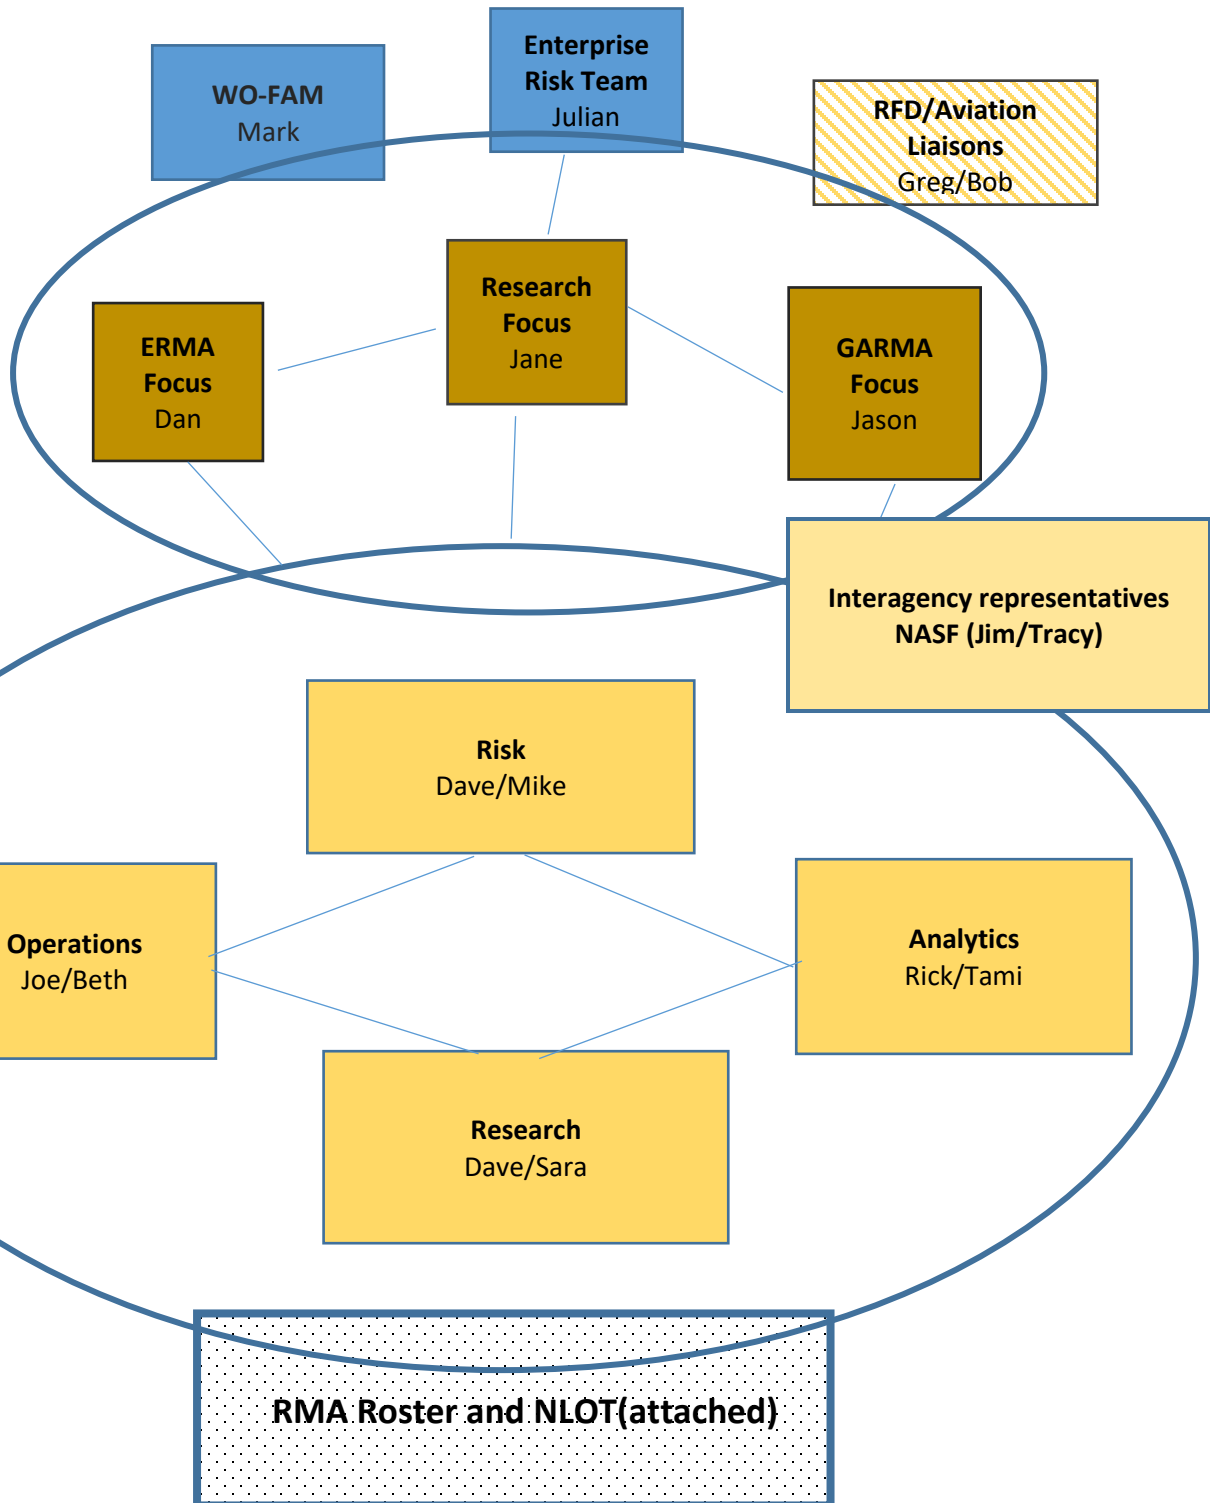 Enterprise
Risk Team
Julian
WO-FAM
Mark
RFD/Aviation
Liaisons
Greg/Bob
Research
Focus
Jane
ERMA
Focus
Dan
GARMA
Focus
Jason
Interagency representatives
NASF (Jim/Tracy)
Risk
Dave/Mike
Operations
Joe/Beth
Analytics
Rick/Tami
Research
Dave/Sara
RMA Roster and NLOT(attached)